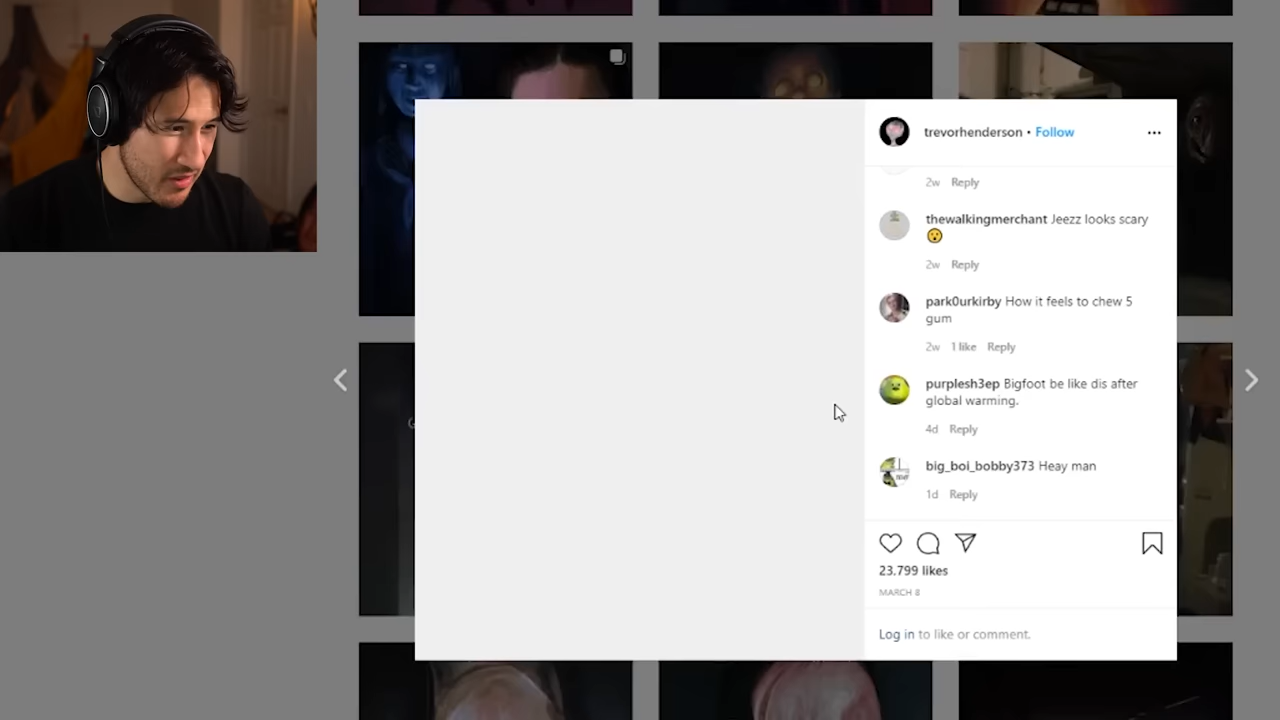 trevorhenderson • Follow
2w Reply
thewalkingmerchant Jeezz looks scary
😮
2w Reply
park0urkirby How it feels to chew 5
gum
2w 1 like Reply
purplesh3ep Bigfoot be like dis after
global warming.
4d Reply
big_boi_bobby373 Heay man
1d Reply
23,799 likes
MARCH 8
Log in to like or comment.